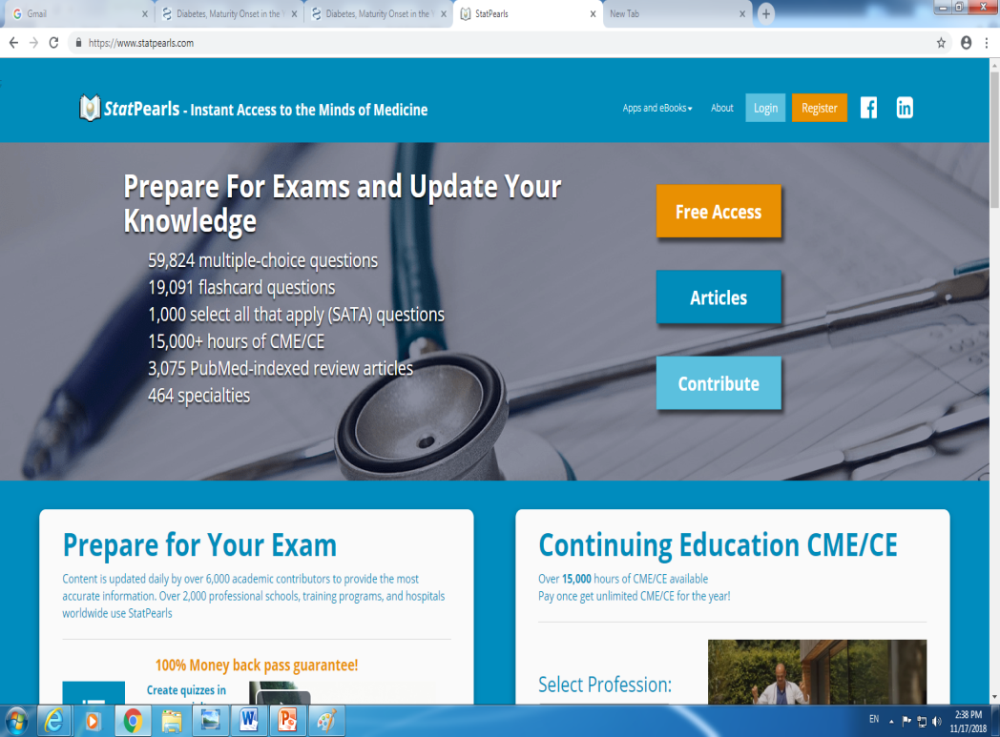 Gmail
Diabetes, Maturity Onset in the
Diabetes, Maturity Onset in the
StatPearls
New Tab
https://www.statpearls.com
StatPearls - Instant Access to the Minds of Medicine
Apps and eBooks
About
Login
Register
Prepare For Exams and Update Your
Knowledge
59,824 multiple-choice questions
19,091 flashcard questions
1,000 select all that apply (SATA) questions
15,000+ hours of CME/CE
3,075 PubMed-indexed review articles
464 specialties
Free Access
Articles
Contribute
Prepare for Your Exam
Content is updated daily by over 6,000 academic contributors to provide the most
accurate information. Over 2,000 professional schools, training programs, and hospitals
worldwide use StatPearls
100% Money back pass guarantee!
Create quizzes in
Continuing Education CME/CE
Over 15,000 hours of CME/CE available
Pay once get unlimited CME/CE for the year!
Select Profession:
EN
2:38 PM
11/17/2018